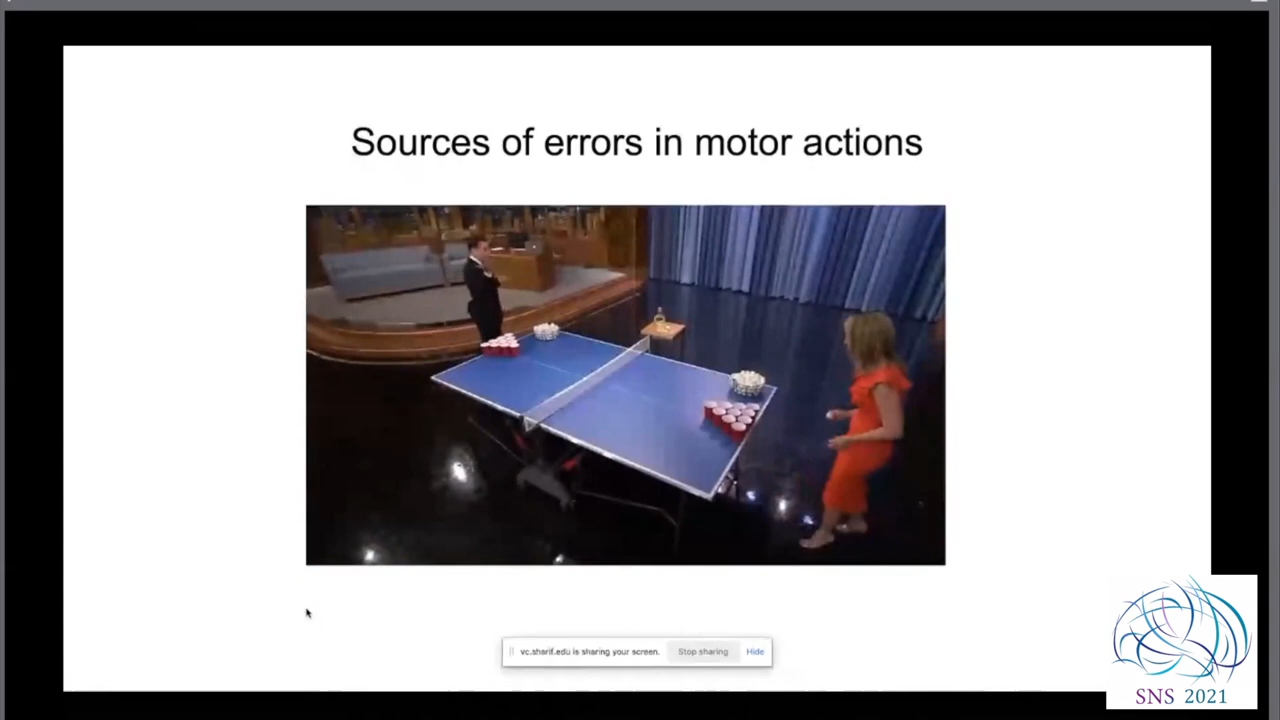 Sources of errors in motor actions
vc.sharif.edu is sharing your screen. Stop sharing Hide
SNS 2021